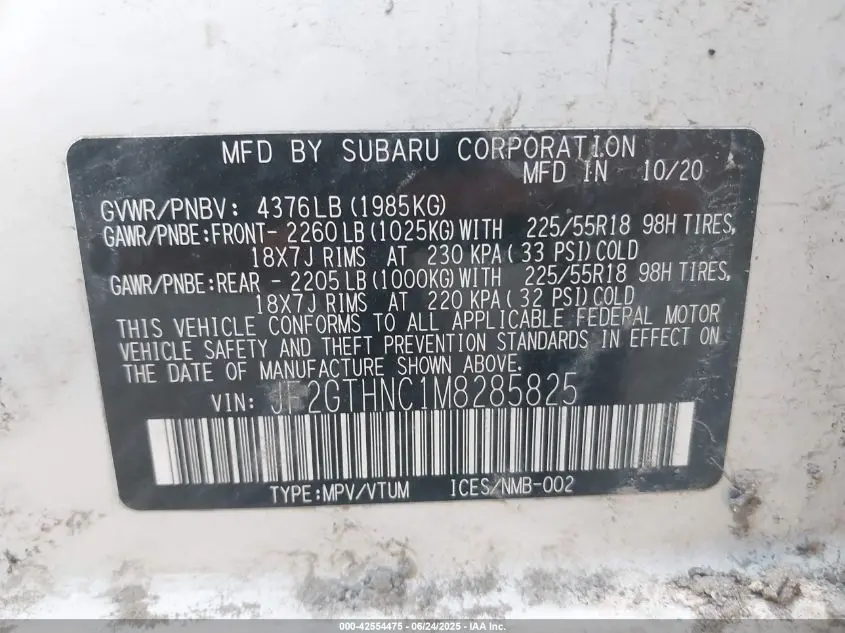 MFD BY SUBARU CORPORATION
MFD IN 10/20
GVWR/PNBV: 4376LB(1985KG)
GAWR/PNBE:FRONT- 2260LB(1025KG)WITH 225/55R18 98H TIRES,
18X7J RIMS AT 230 KPA( 33 PSI)COLD
GAWR/PNBE:REAR - 2205LB(1000KG)WITH 225/55R18 98H TIRES,
18X7J RIMS AT 220 KPA( 32 PSI)COLD
THIS VEHICLE CONFORMS TO ALL APPLICABLE FEDERAL MOTOR
VEHICLE SAFETY AND THEFT PREVENTION STANDARDS IN EFFECT ON
THE DATE OF MANUFACTURE SHOWN ABOVE.
VIN: JF2GTHNC1M8285825
TYPE:MPV/VTUM ICES/NMB-002
000-42554475 - 06/24/2025 - IAA Inc.